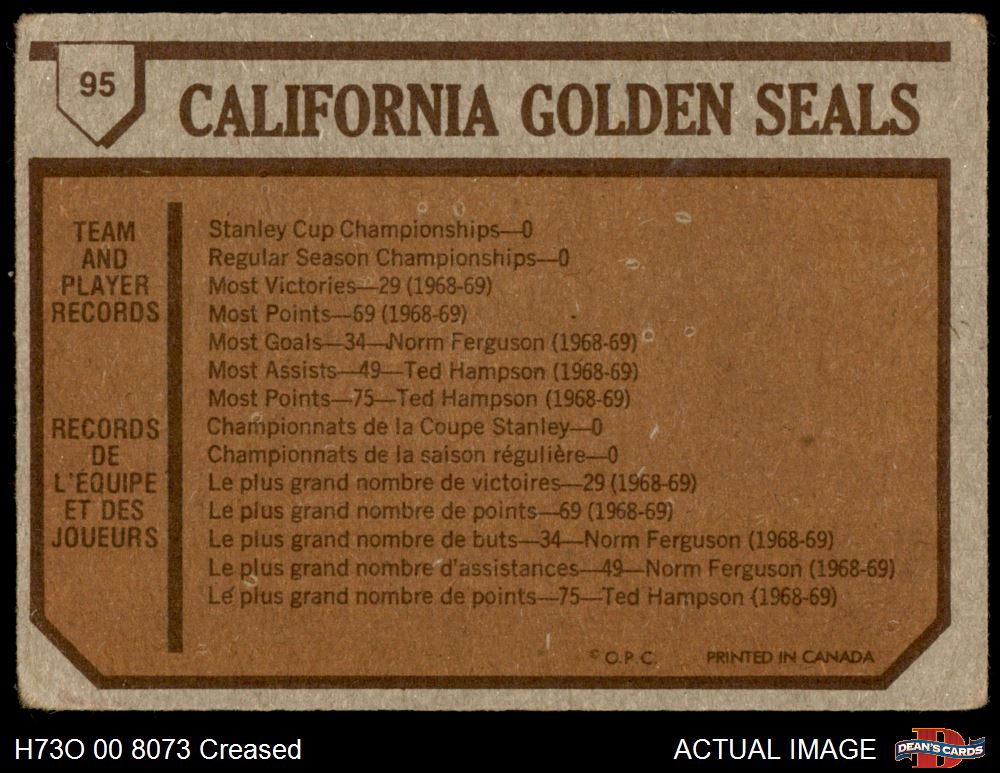 95
CALIFORNIA GOLDEN SEALS
TEAM
AND
PLAYER
RECORDS
Stanley Cup Championships—0
Regular Season Championships—0
Most Victories—29 (1968-69)
Most Points—69 (1968-69)
Most Goals—34—Norm Ferguson (1968-69)
Most Assists—49—Ted Hampson (1968-69)
Most Points—75—Ted Hampson (1968-69)
RECORDS
DE
L'ÉQUIPE
ET DES
JOUEURS
Championnats de la Coupe Stanley—0
Championnats de la saison régulière—0
Le plus grand nombre de victoires—29 (1968-69)
Le plus grand nombre de points—69 (1968-69)
Le plus grand nombre de buts—34—Norm Ferguson (1968-69)
Le plus grand nombre d'assistances—49—Norm Ferguson (1968-69)
Le plus grand nombre de points—75—Ted Hampson (1968-69)
© O.P.C. PRINTED IN CANADA
H73O 00 8073 Creased
ACTUAL IMAGE
D
DEAN'S CARDS